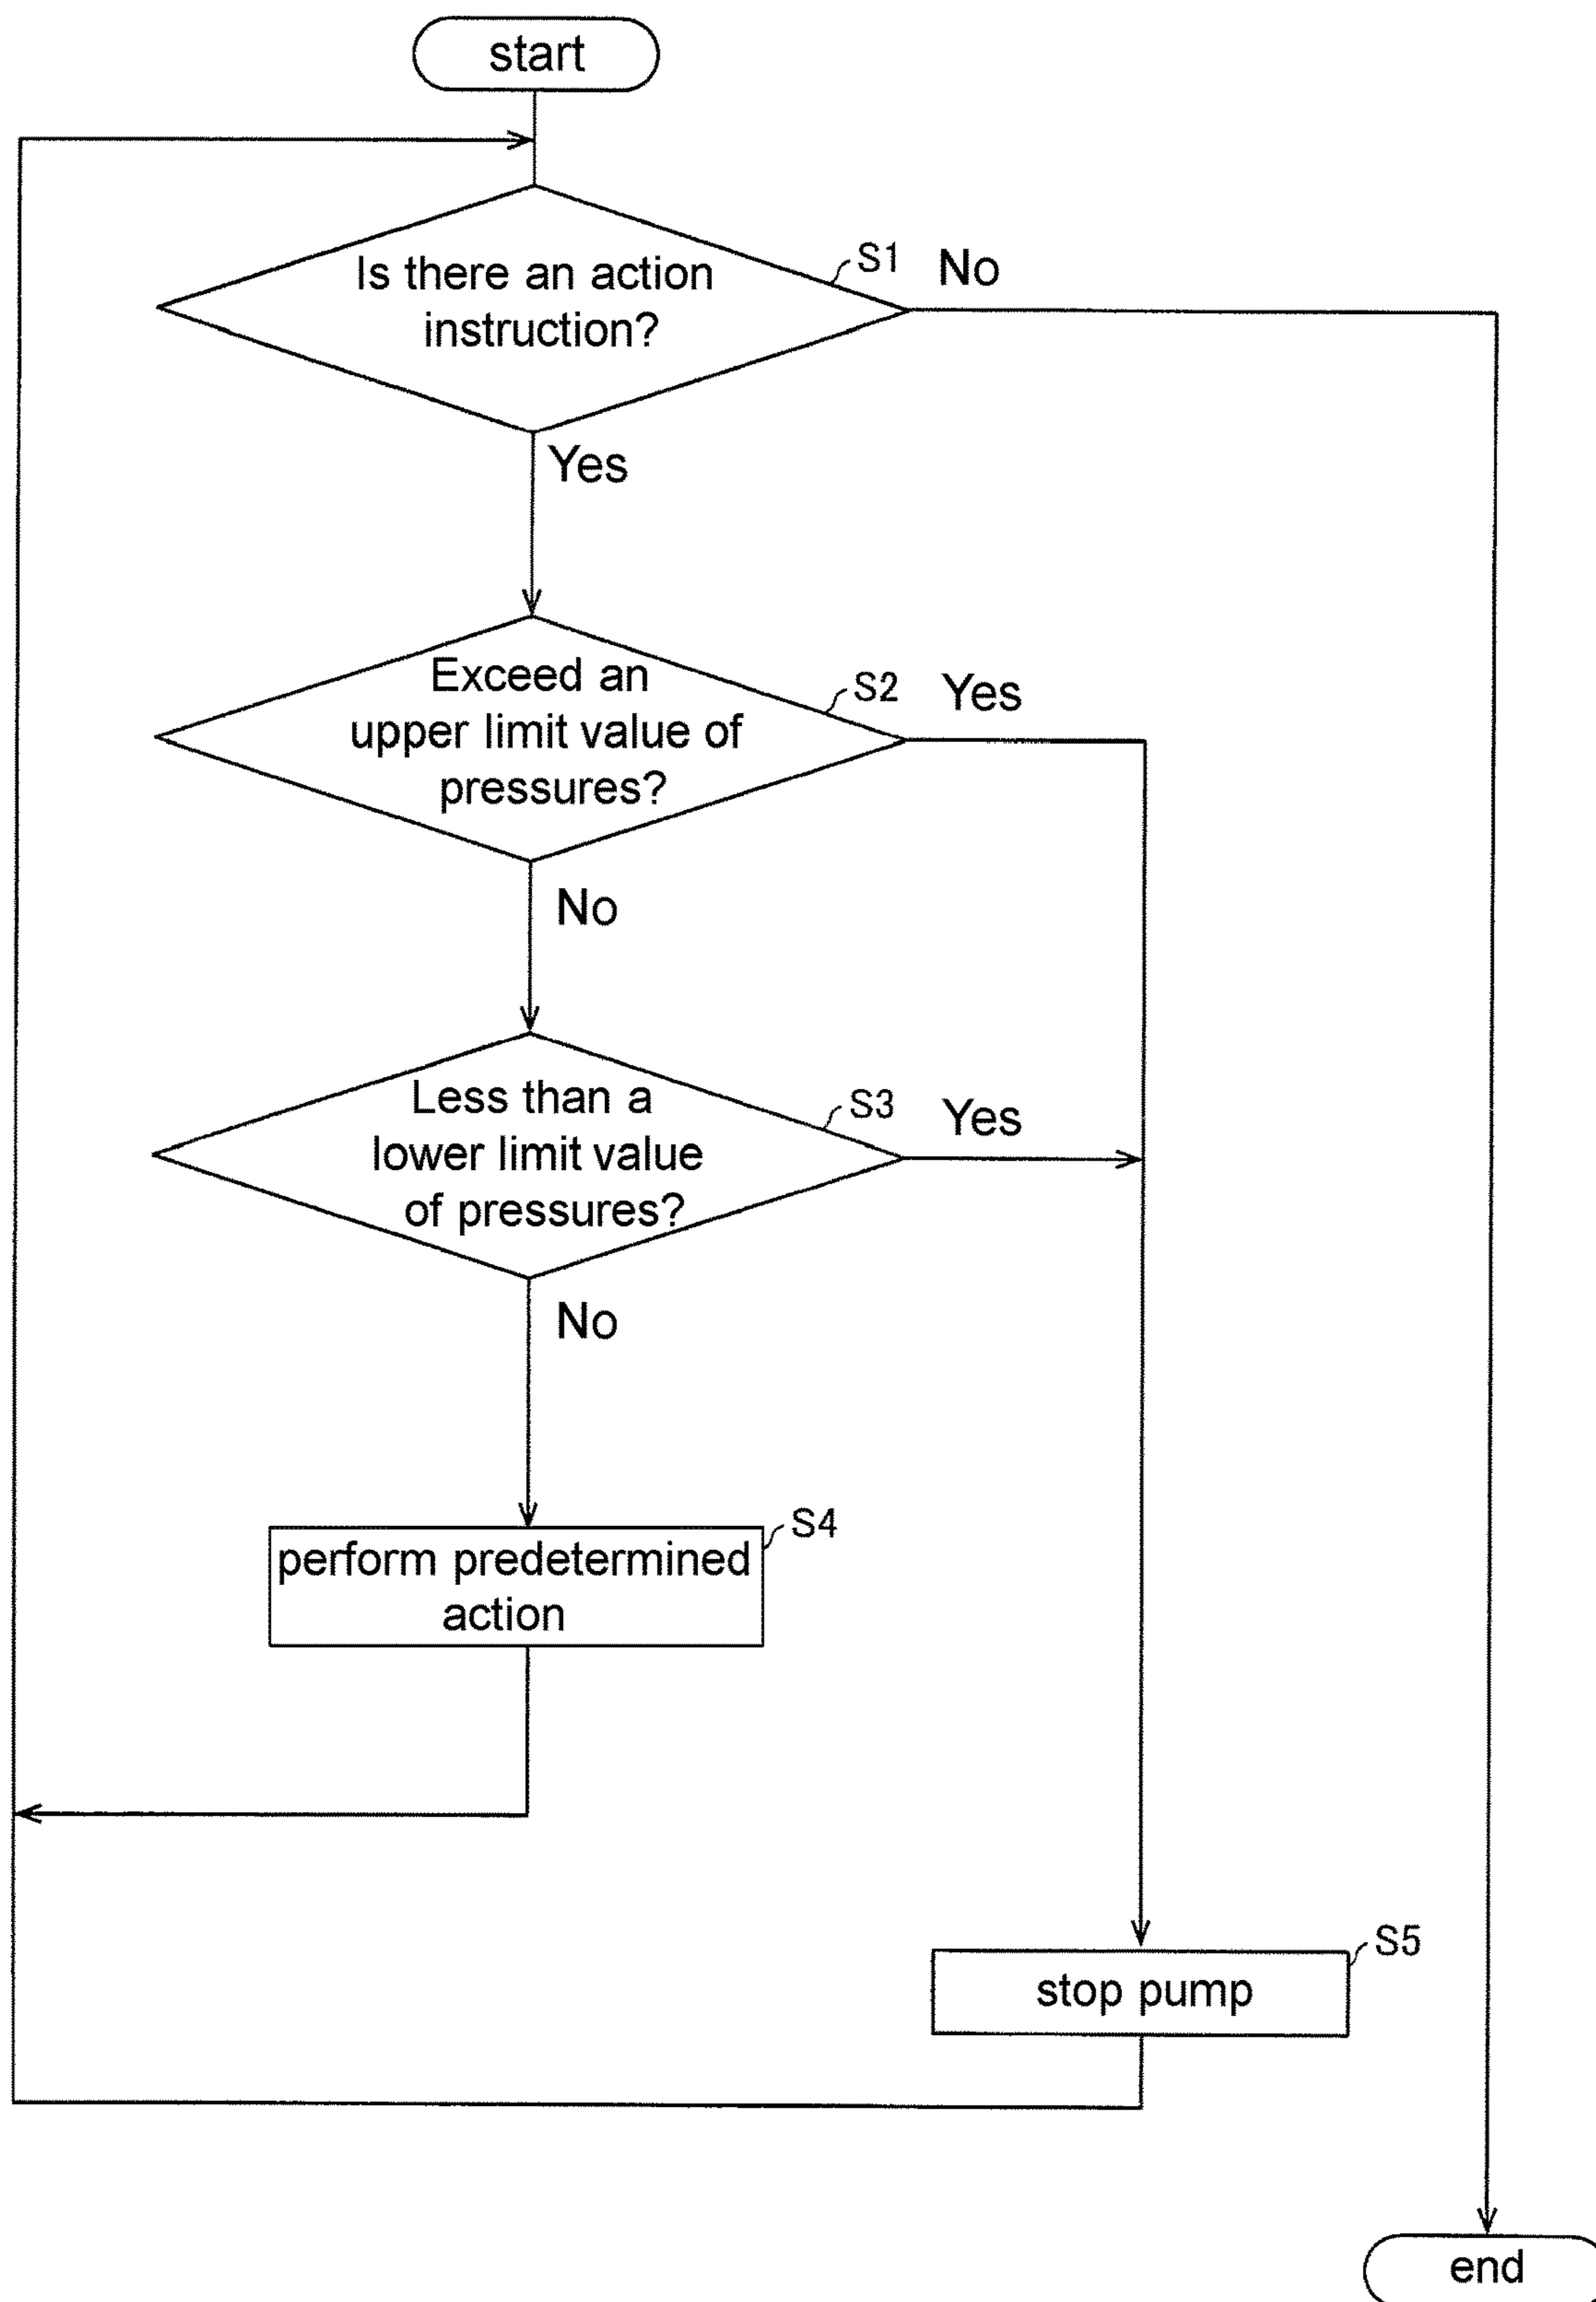 start
Is there an action
instruction?
S1
No
Yes
Exceed an
upper limit value of
pressures?
S2
Yes
No
Less than a
lower limit value
of pressures?
S3
Yes
No
perform predetermined
action
S4
stop pump
S5
end